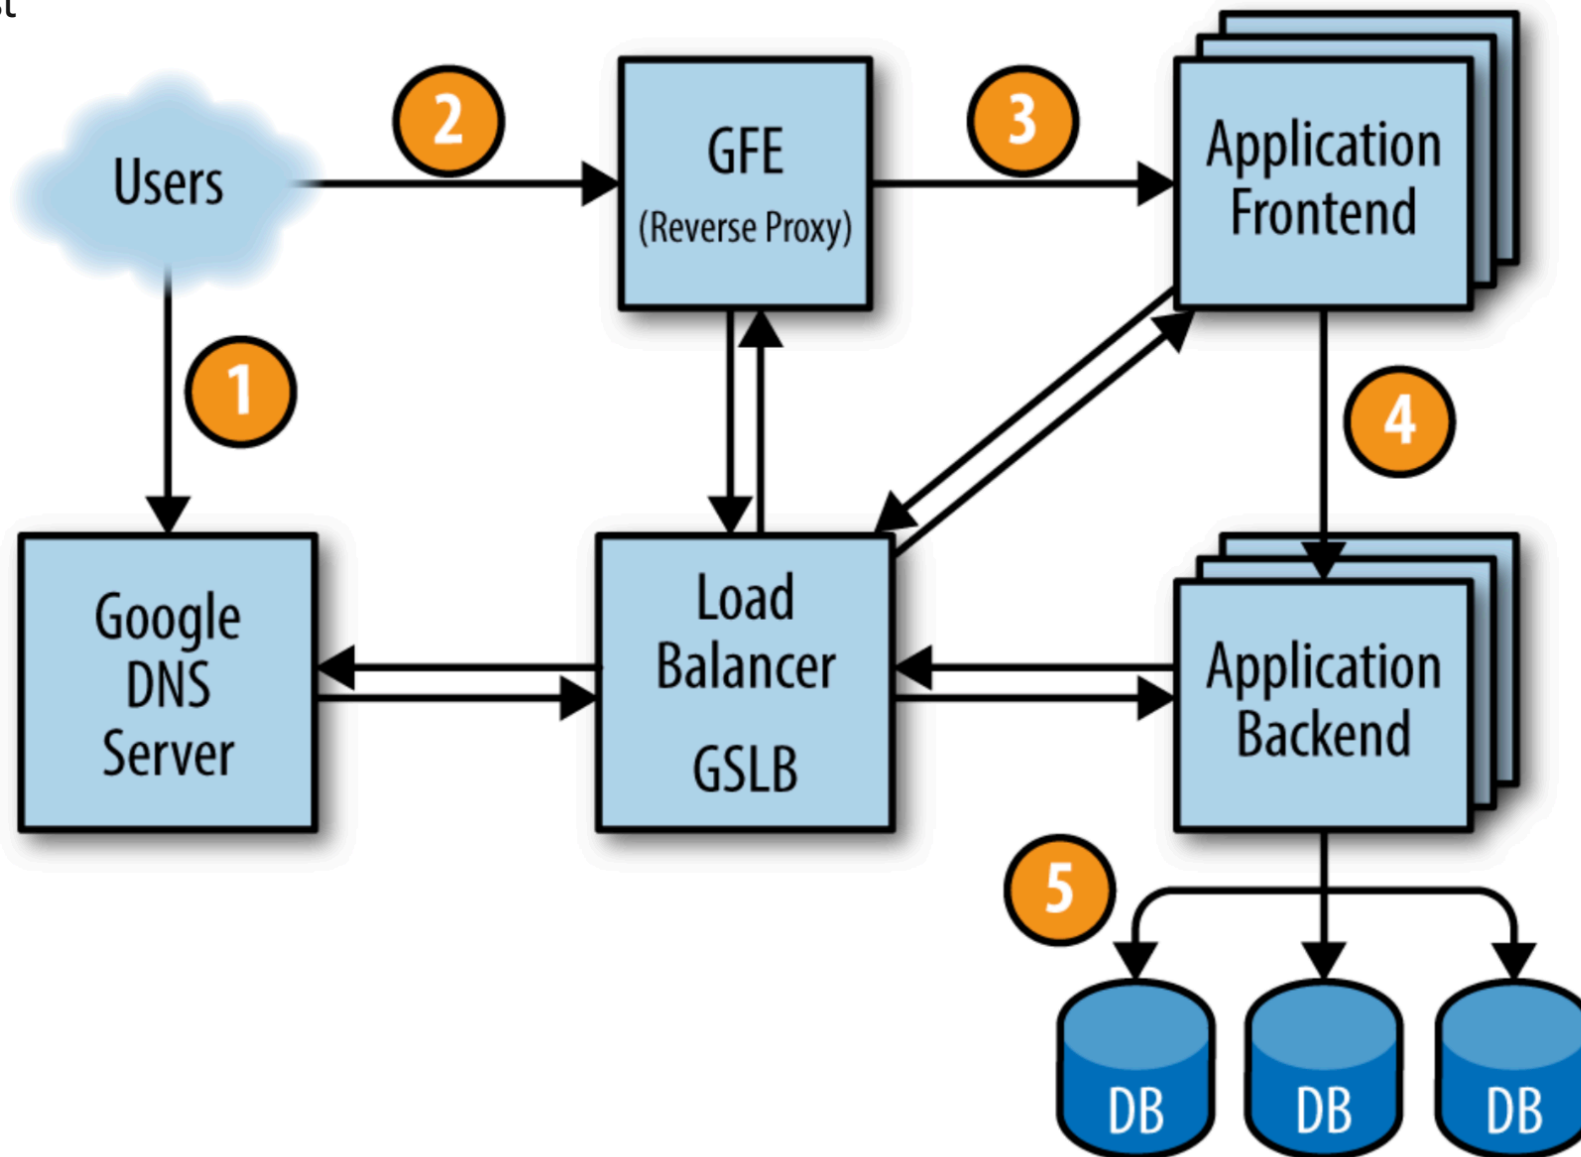 Users
2
GFE
(Reverse Proxy)
3
Application
Frontend
1
4
Google
DNS
Server
Load
Balancer
GSLB
Application
Backend
5
DB
DB
DB